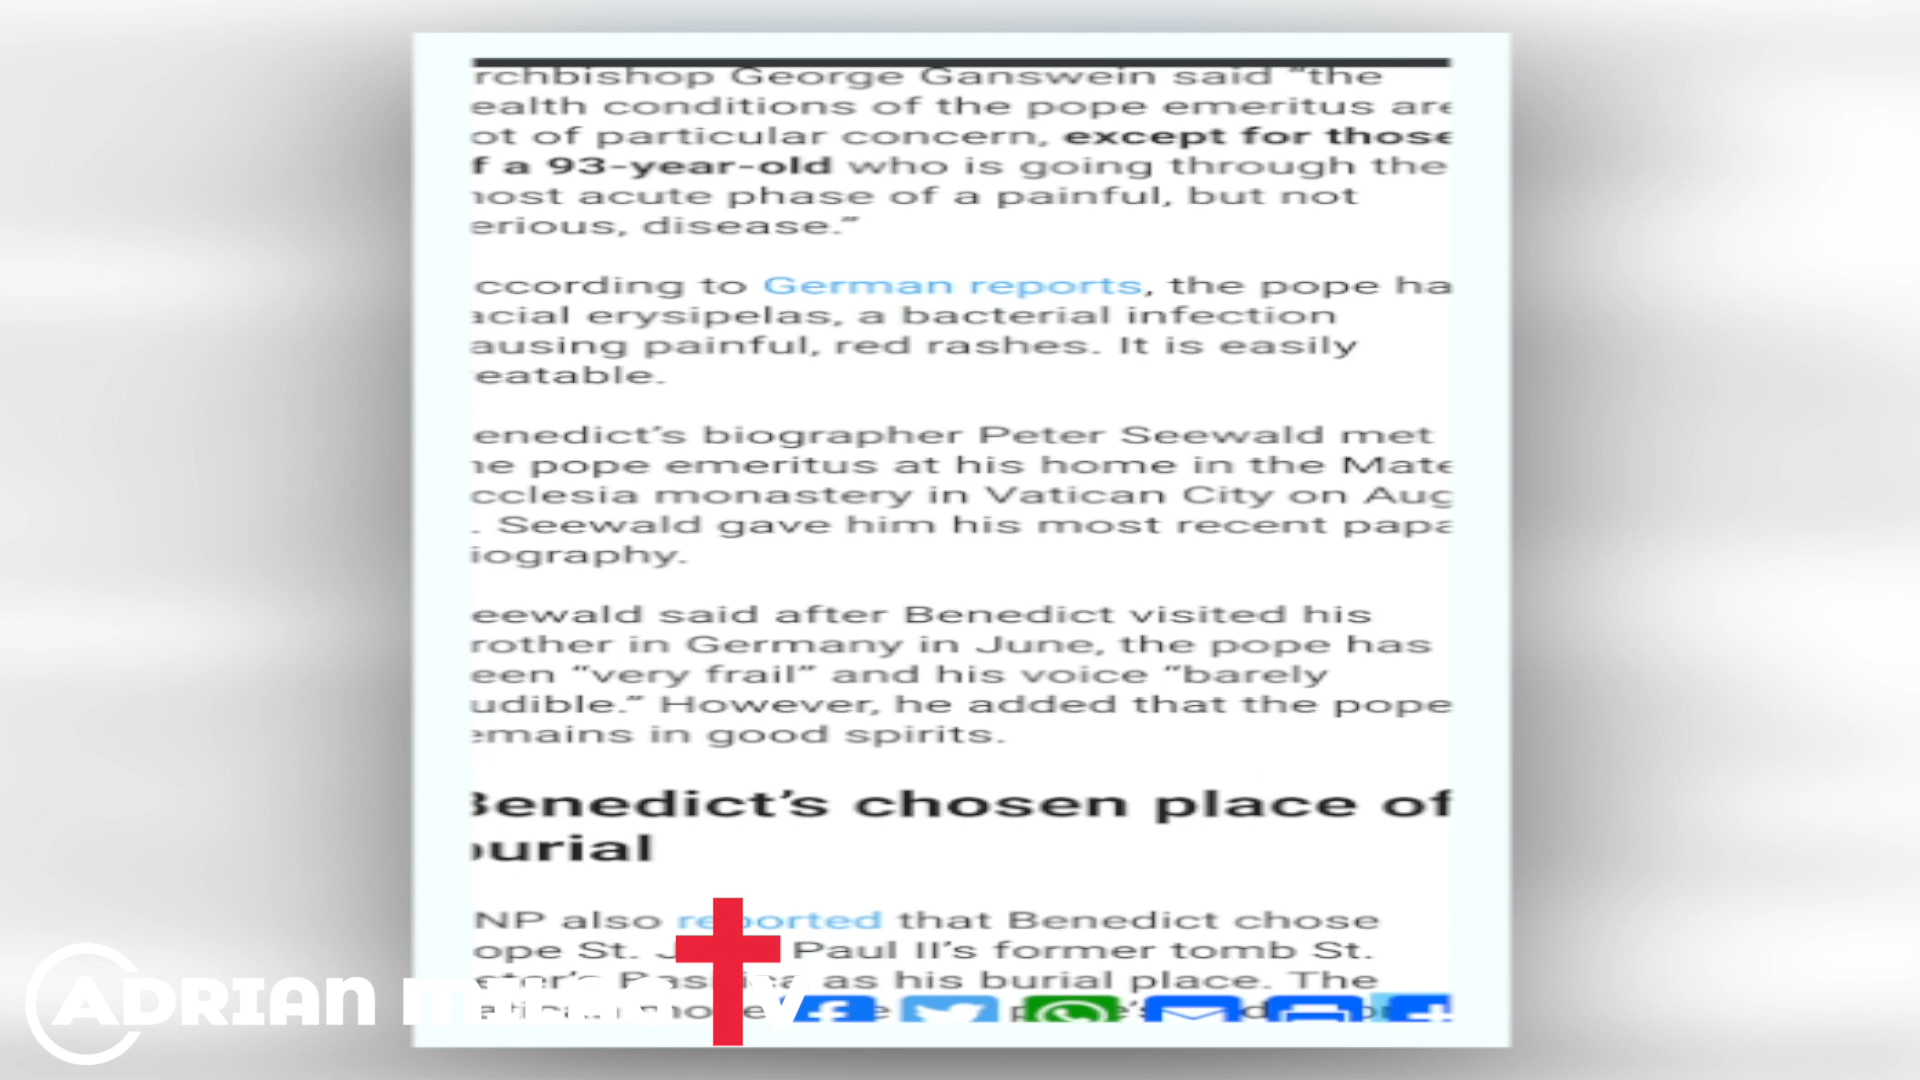 rchbishop George Ganswein said “the
ealth conditions of the pope emeritus are
ot of particular concern, except for those
f a 93-year-old who is going through the
ost acute phase of a painful, but not
erious, disease.”
ccording to German reports, the pope ha
acial erysipelas, a bacterial infection
ausing painful, red rashes. It is easily
reatable.
enedict’s biographer Peter Seewald met
he pope emeritus at his home in the Mate
cclesia monastery in Vatican City on Aug
. Seewald gave him his most recent papa
iography.
eewald said after Benedict visited his
rother in Germany in June, the pope has
een “very frail” and his voice “barely
udible.” However, he added that the pope
emains in good spirits.
Benedict’s chosen place of
burial
NP also reported that Benedict chose
ope St. J Paul II’s former tomb St.
Basilica as his burial place. The
ADRIAN TV